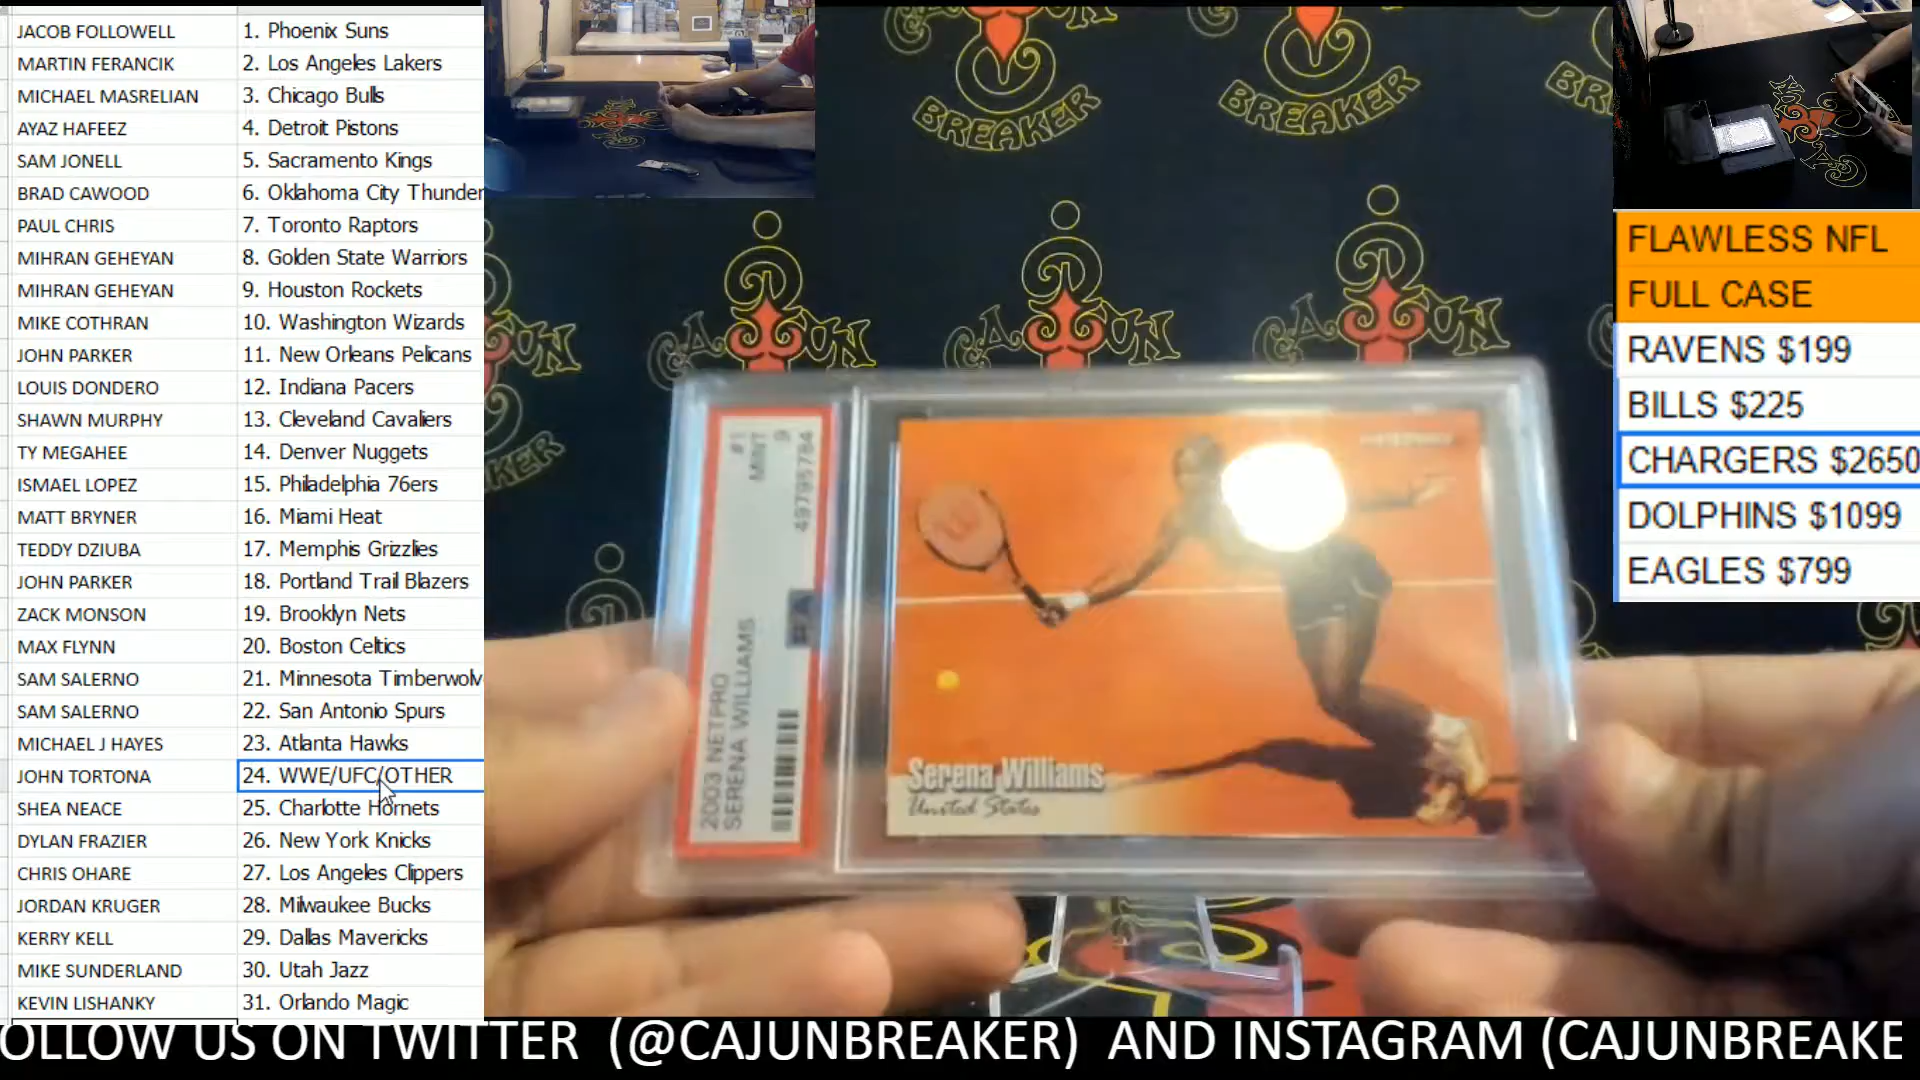 JACOB FOLLOWELL 1. Phoenix Suns
MARTIN FERANCIK 2. Los Angeles Lakers
MICHAEL MASRELIAN 3. Chicago Bulls
AYAZ HAFEEZ 4. Detroit Pistons
SAM JONELL 5. Sacramento Kings
BRAD CAWOOD 6. Oklahoma City Thunder
PAUL CHRIS 7. Toronto Raptors
MIHRAN GEHEYAN 8. Golden State Warriors
MIHRAN GEHEYAN 9. Houston Rockets
MIKE COTHRAN 10. Washington Wizards
JOHN PARKER 11. New Orleans Pelicans
LOUIS DONDERO 12. Indiana Pacers
SHAWN MURPHY 13. Cleveland Cavaliers
TY MEGAHEE 14. Denver Nuggets
ISMAEL LOPEZ 15. Philadelphia 76ers
MATT BRYNER 16. Miami Heat
TEDDY DZIUBA 17. Memphis Grizzlies
JOHN PARKER 18. Portland Trail Blazers
ZACK MONSON 19. Brooklyn Nets
MAX FLYNN 20. Boston Celtics
SAM SALERNO 21. Minnesota Timberwolv
SAM SALERNO 22. San Antonio Spurs
MICHAEL J HAYES 23. Atlanta Hawks
JOHN TORTONA 24. WWE/UFC/OTHER
SHEA NEACE 25. Charlotte Hornets
DYLAN FRAZIER 26. New York Knicks
CHRIS OHARE 27. Los Angeles Clippers
JORDAN KRUGER 28. Milwaukee Bucks
KERRY KELL 29. Dallas Mavericks
MIKE SUNDERLAND 30. Utah Jazz
KEVIN LISHANKY 31. Orlando Magic
BREAKER
BREAKER
CAJUN
CAJUN
CAJUN
2003 NETPRO #1
SERENA WILLIAMS MINT 9
49795784
Serena Williams
United States
FLAWLESS NFL
FULL CASE
RAVENS $199
BILLS $225
CHARGERS $2650
DOLPHINS $1099
EAGLES $799
OLLOW US ON TWITTER (@CAJUNBREAKER) AND INSTAGRAM (CAJUNBREAKE